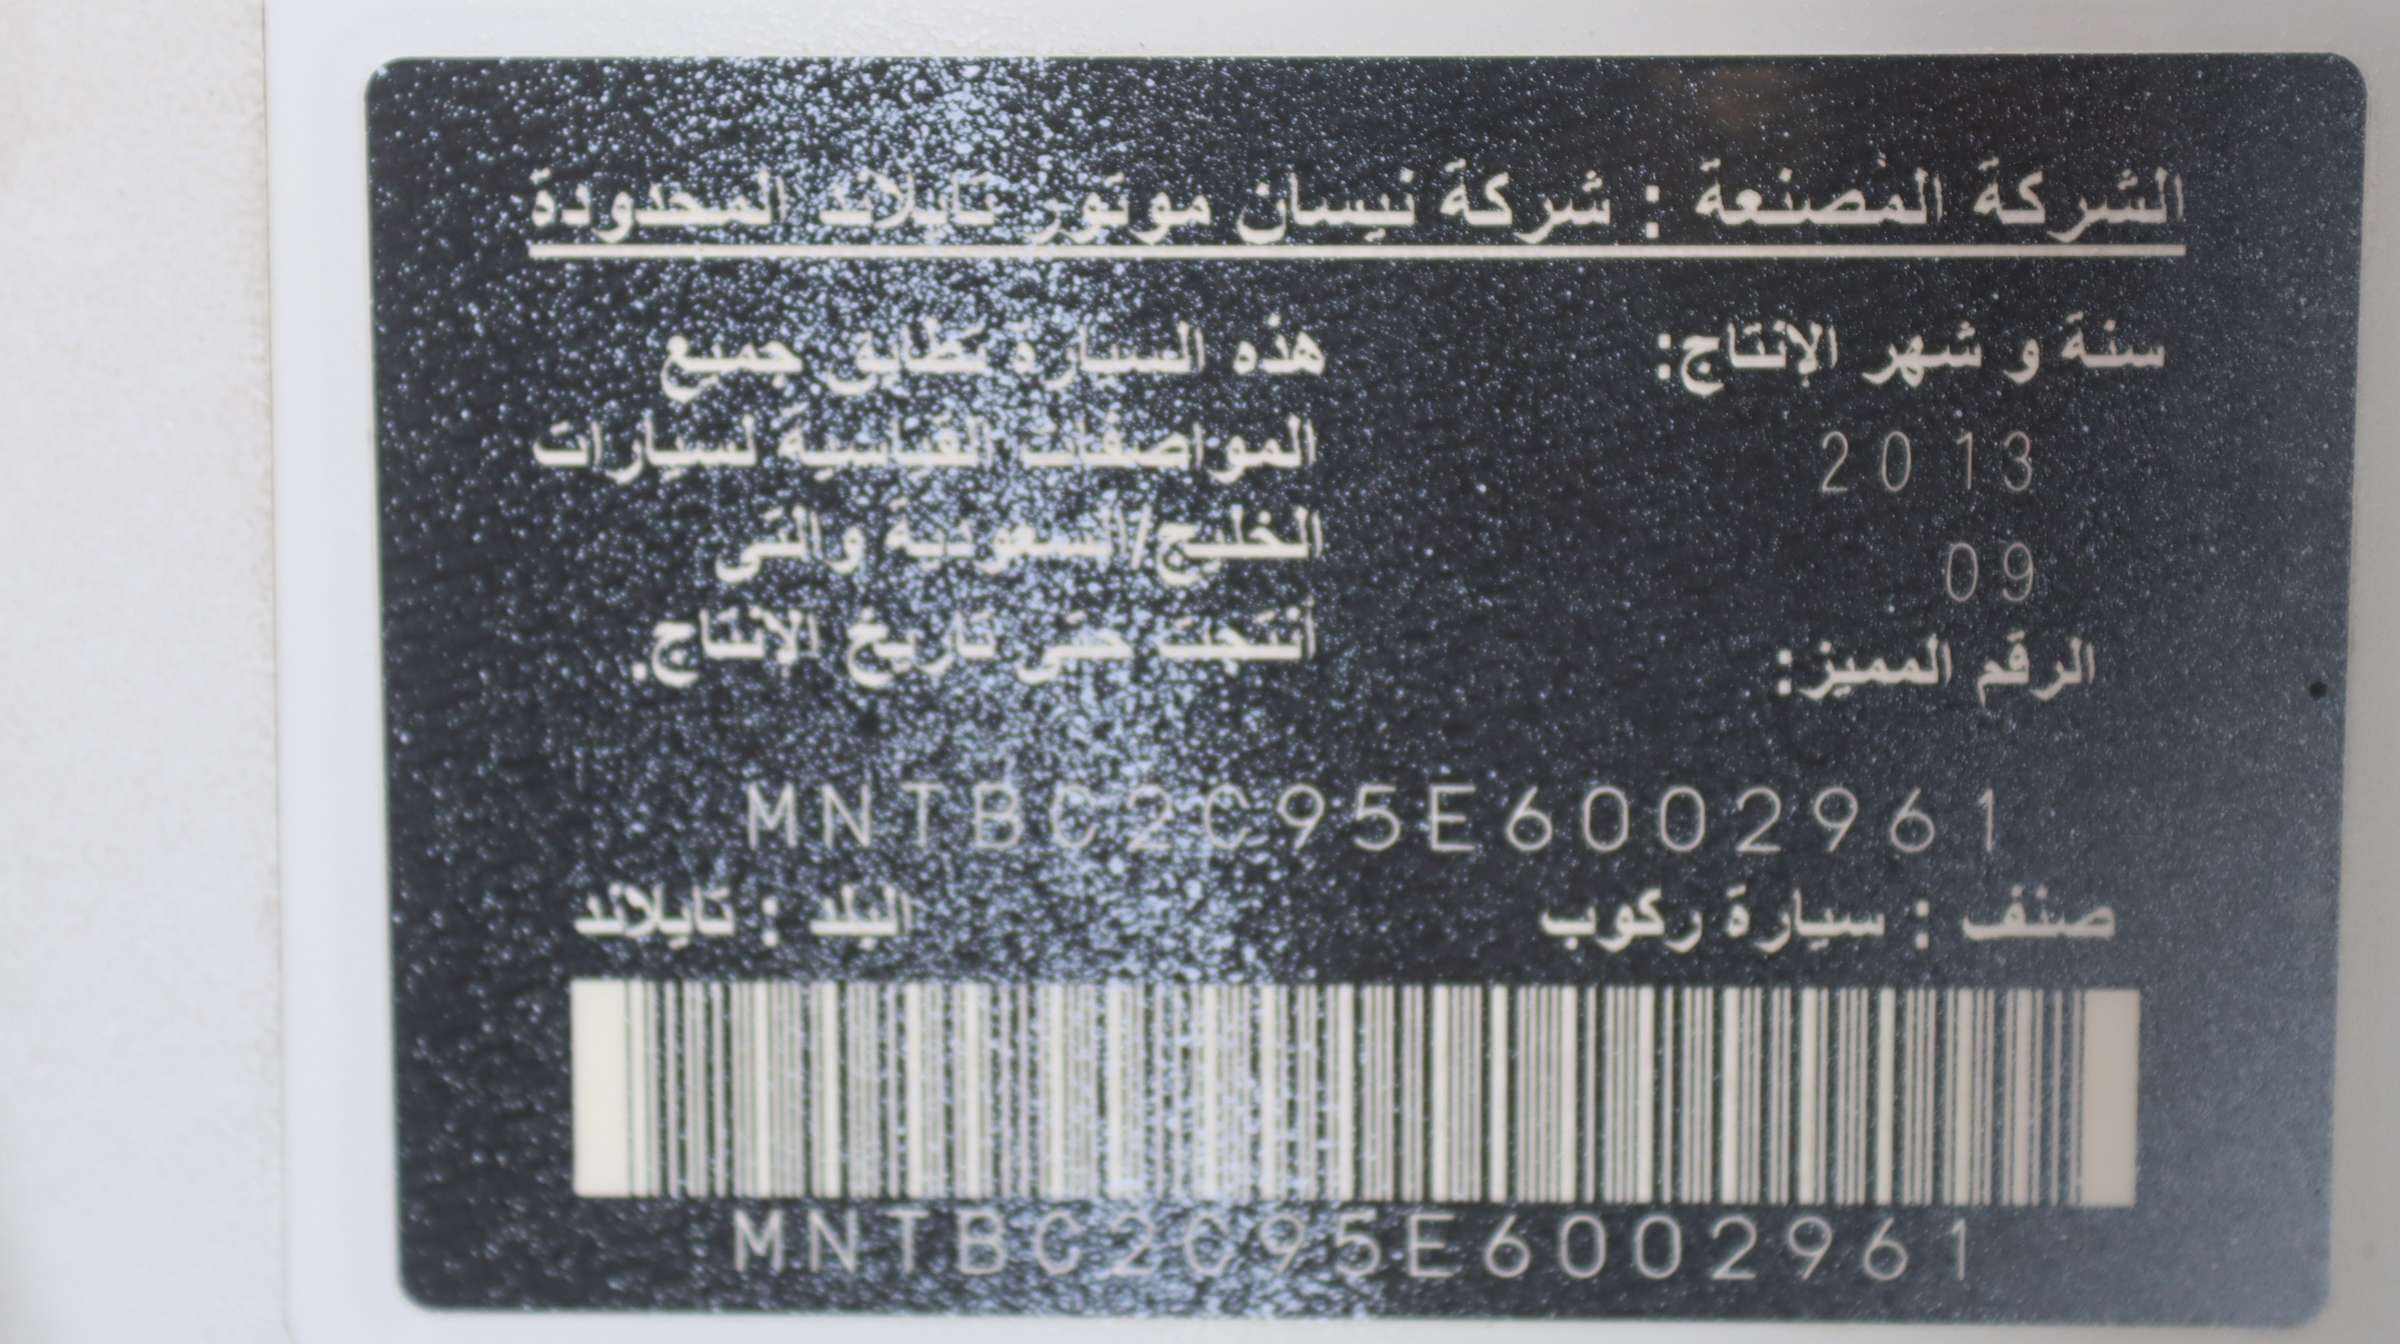 الشركة المصنعة : شركة نيسان موتور تايلاند المحدودة
سنة و شهر الإنتاج:
2013
09
الرقم المميز:
هذه السيارة تطابق جميع
المواصفات القياسية لسيارات
الخليج/السعودية والتى
أنتجت حتى تاريخ الإنتاج.
MNTBC2C95E6002961
صنف : سيارة ركوب
البلد : تايلاند
MNTBC2C95E6002961